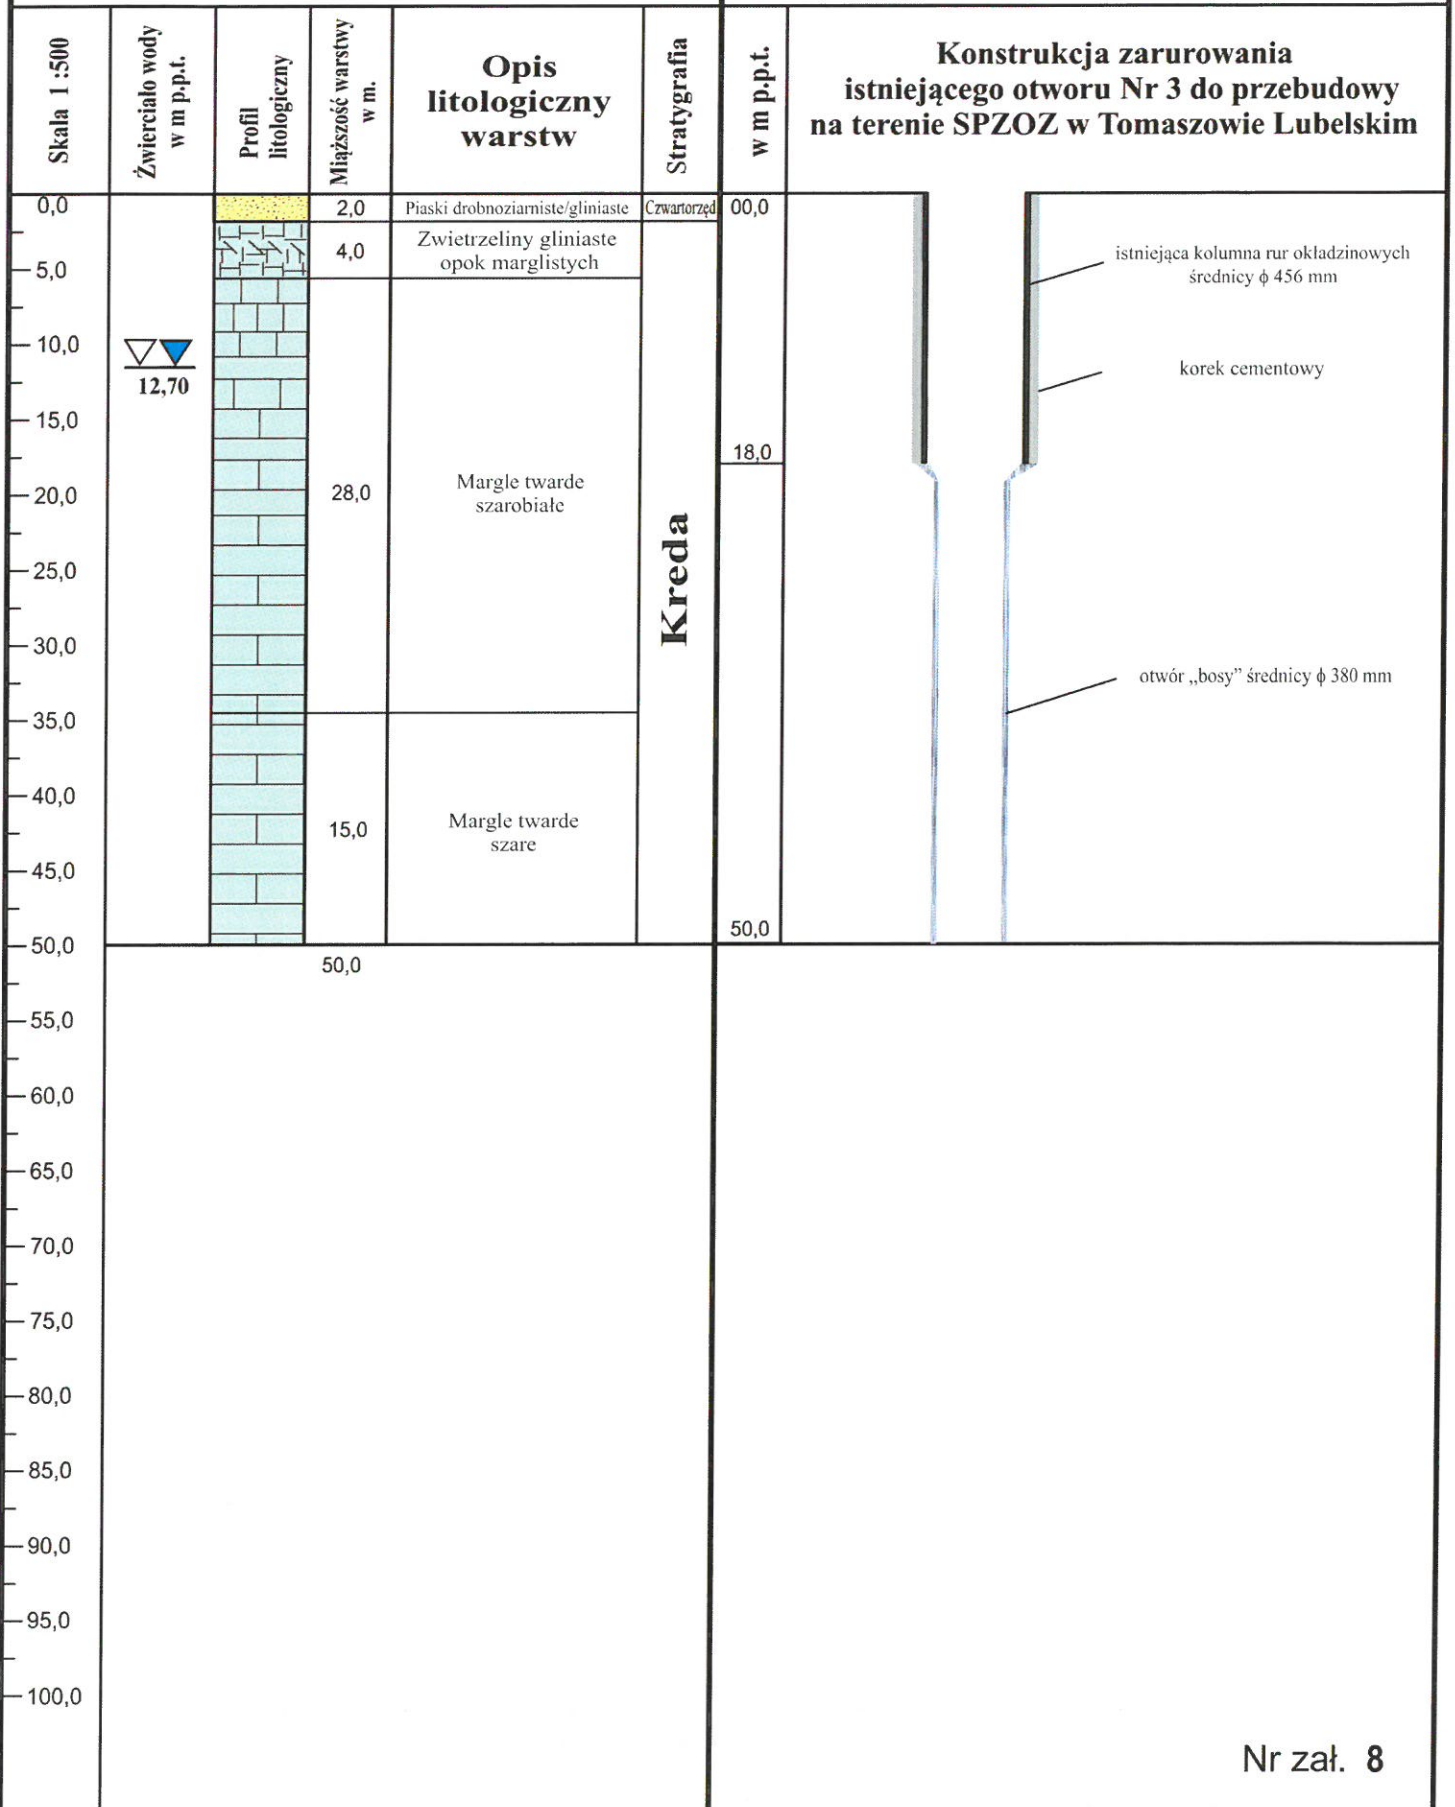 Skala 1 :500
Żwierciało wody
w m p.p.t.
Profil
litologiczny
Miąższość warstwy
w m.
Opis
litologiczny
warstw
Stratygrafia
w m p.p.t.
Konstrukcja zarurowania
istniejącego otworu Nr 3 do przebudowy
na terenie SPZOZ w Tomaszowie Lubelskim
0,0
5,0
10,0
15,0
20,0
25,0
30,0
35,0
40,0
45,0
50,0
55,0
60,0
65,0
70,0
75,0
80,0
85,0
90,0
95,0
100,0
12,70
2,0
4,0
28,0
15,0
50,0
Piaski drobnoziarniste/gliniaste
Zwietrzeliny gliniaste
opok marglistych
Margle twarde
szarobiałe
Margle twarde
szare
Czwartorzęd
Kreda
00,0
18,0
50,0
istniejąca kolumna rur okładzinowych
średnicy ϕ 456 mm
korek cementowy
otwór „bosy” średnicy ϕ 380 mm
Nr zał. 8